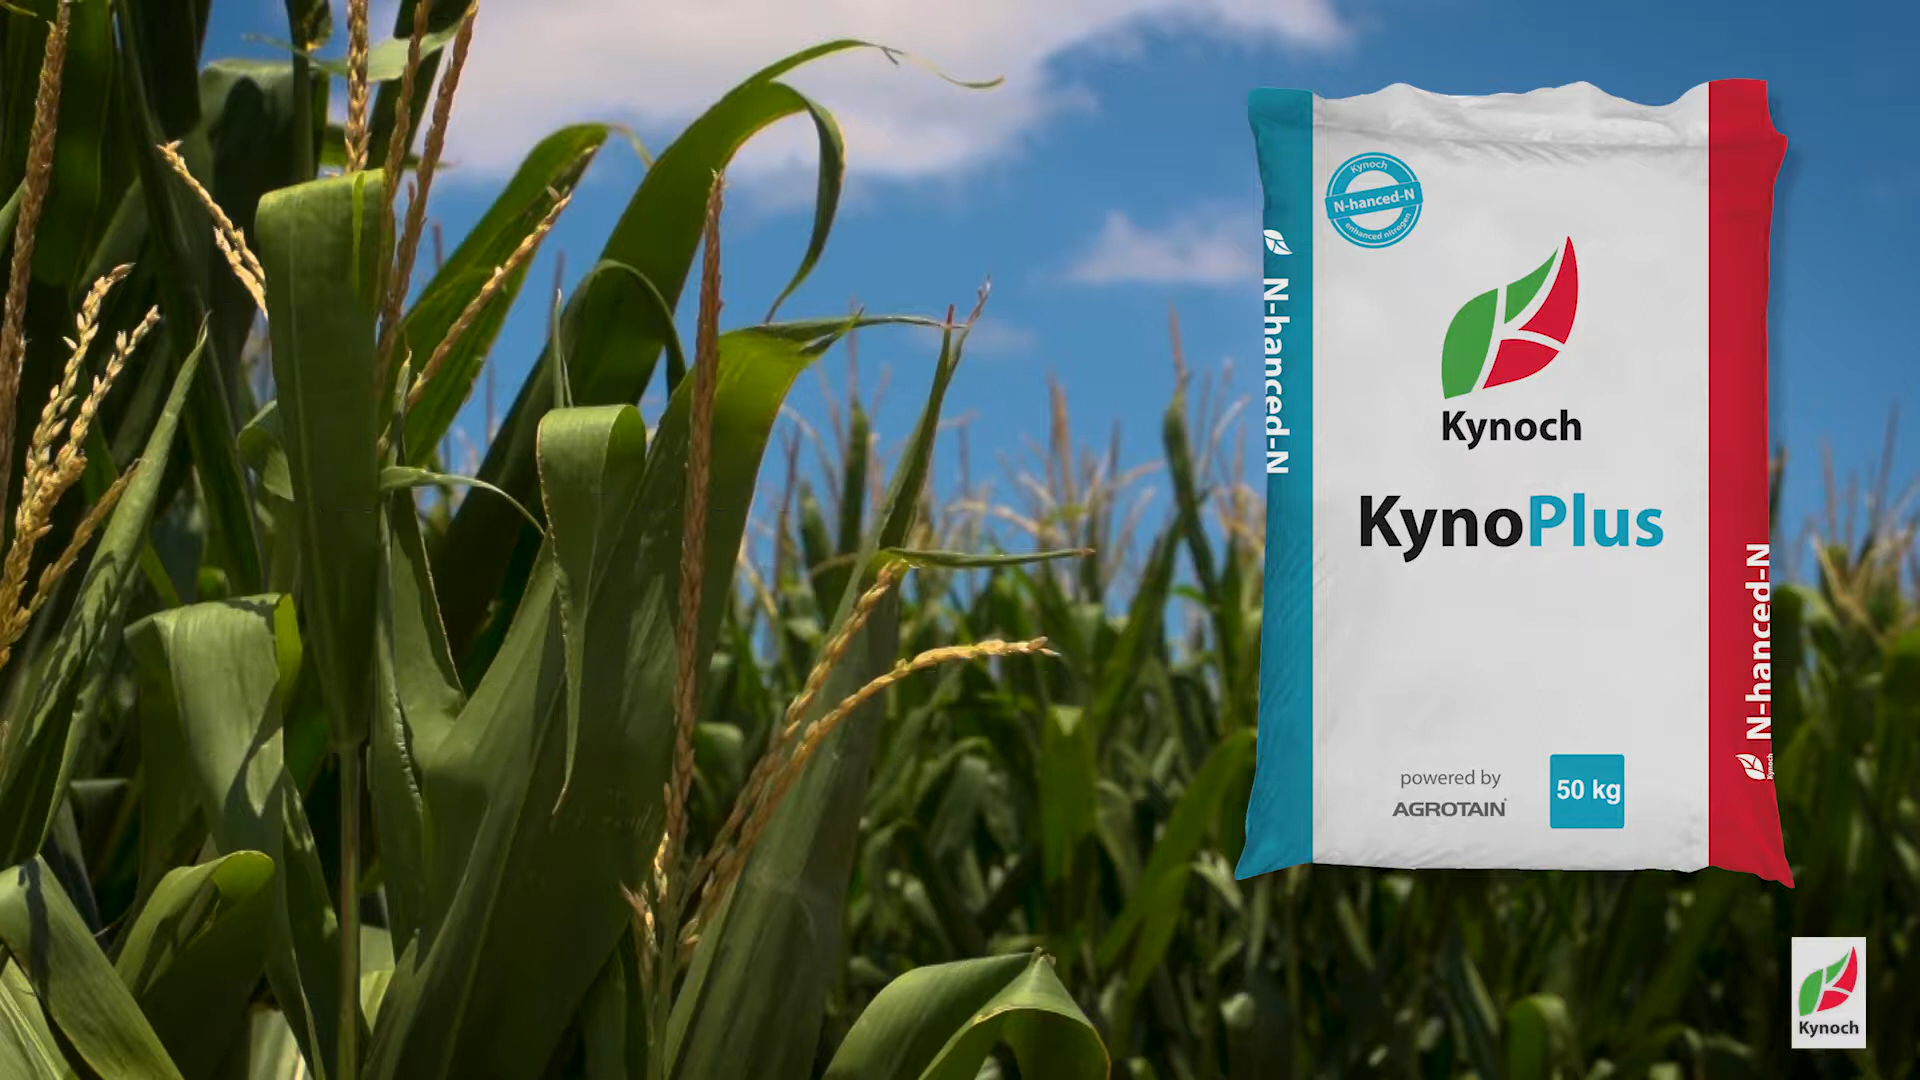 Kynoch
N-hanced-N
enhanced nitrogen
N-hanced-N
Kynoch
KynoPlus
N-hanced-N
Kynoch
powered by
AGROTAIN
50 kg
Kynoch